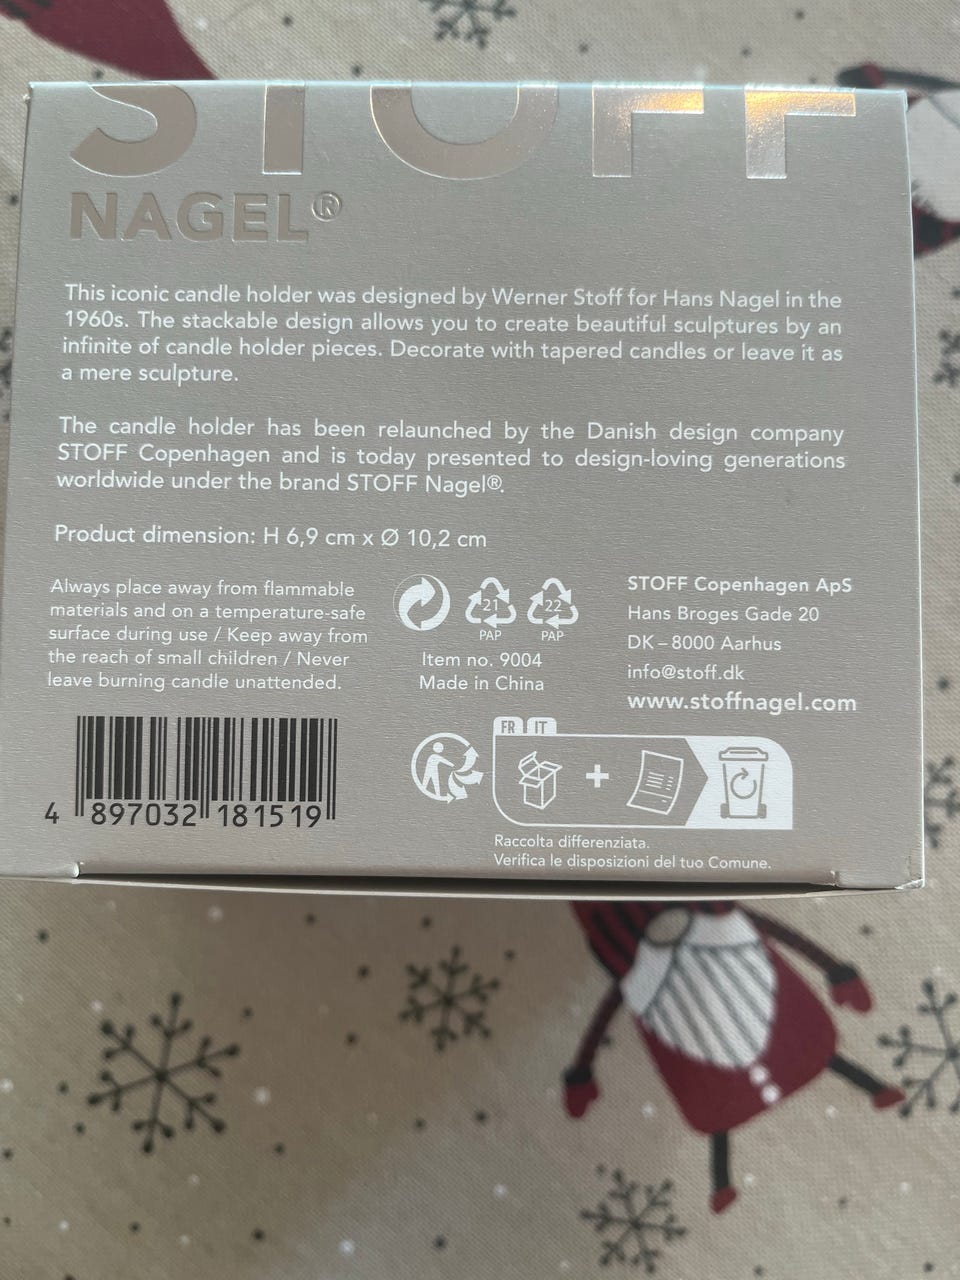 STOFF
NAGEL®
This iconic candle holder was designed by Werner Stoff for Hans Nagel in the
1960s. The stackable design allows you to create beautiful sculptures by an
infinite of candle holder pieces. Decorate with tapered candles or leave it as
a mere sculpture.
The candle holder has been relaunched by the Danish design company
STOFF Copenhagen and is today presented to design-loving generations
worldwide under the brand STOFF Nagel®.
Product dimension: H 6,9 cm x Ø 10,2 cm
Always place away from flammable
materials and on a temperature-safe
surface during use / Keep away from
the reach of small children / Never
leave burning candle unattended.
21 22
PAP PAP
Item no. 9004
Made in China
STOFF Copenhagen ApS
Hans Broges Gade 20
DK – 8000 Aarhus
info@stoff.dk
www.stoffnagel.com
4 897032 181519
FR IT
+
Raccolta differenziata.
Verifica le disposizioni del tuo Comune.